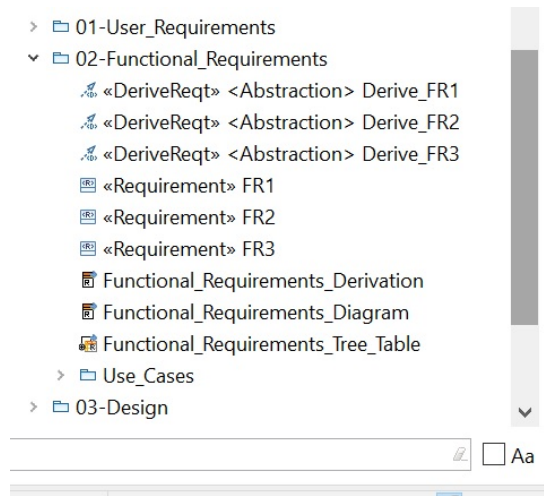 01-User_Requirements
02-Functional_Requirements
«DeriveReqt» <Abstraction> Derive_FR1
«DeriveReqt» <Abstraction> Derive_FR2
«DeriveReqt» <Abstraction> Derive_FR3
«Requirement» FR1
«Requirement» FR2
«Requirement» FR3
Functional_Requirements_Derivation
Functional_Requirements_Diagram
Functional_Requirements_Tree_Table
Use_Cases
03-Design
Aa